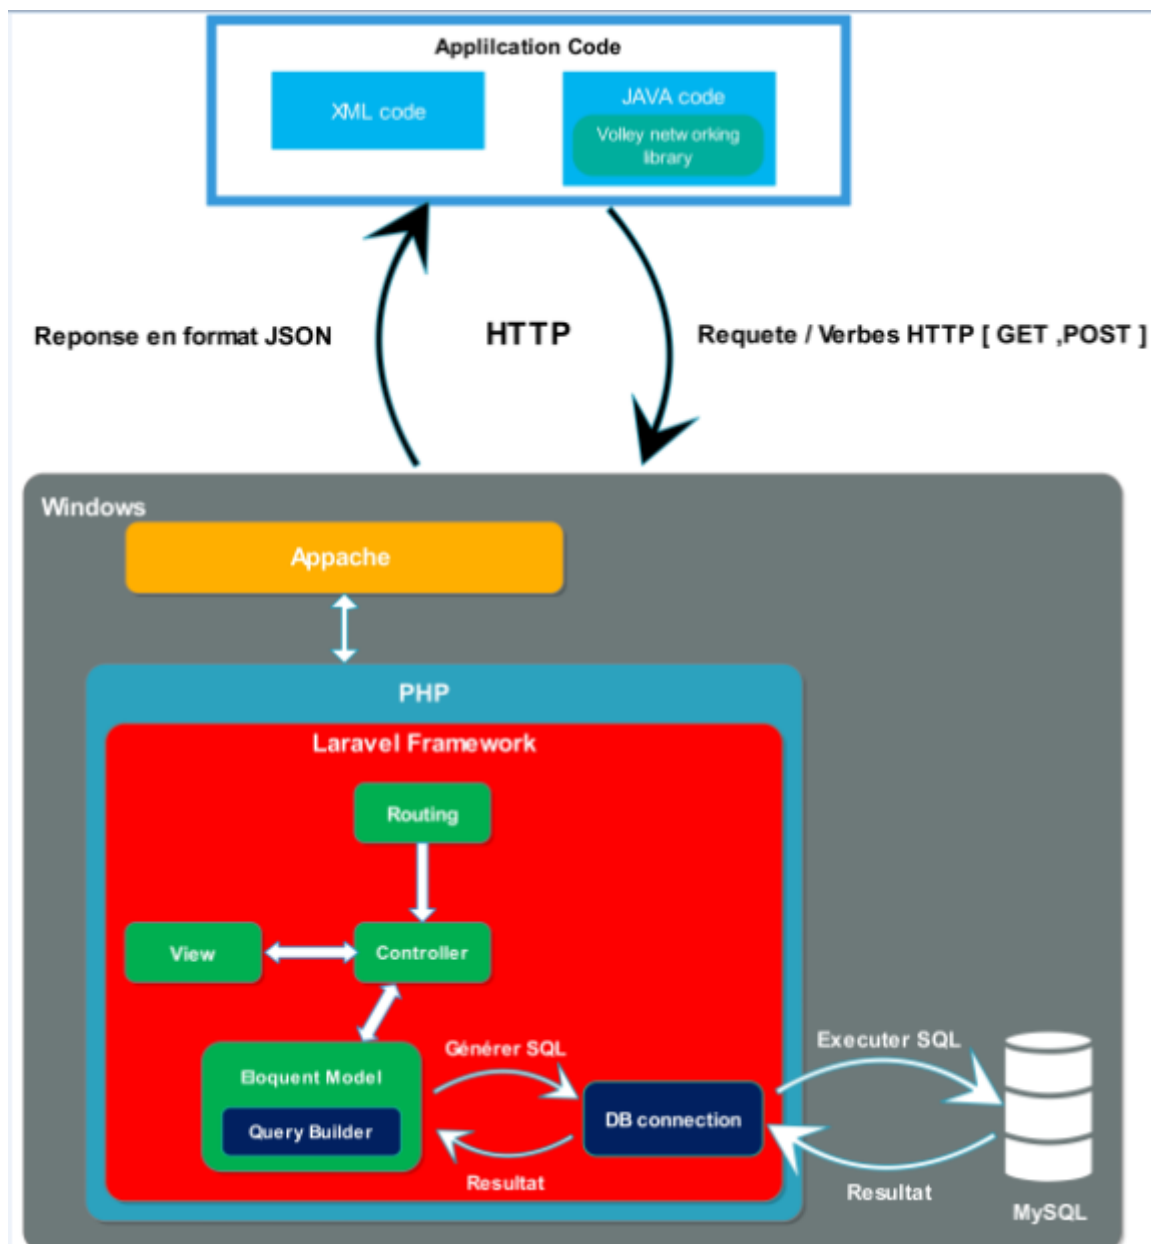 Applilcation Code
XML code
JAVA code
Volley netw orking
library
Reponse en format JSON
HTTP
Requete / Verbes HTTP [ GET ,POST ]
Windows
Appache
PHP
Laravel Framework
Routing
View
Controller
Eloquent Model
Query Builder
Générer SQL
Resultat
DB connection
Executer SQL
Resultat
MySQL